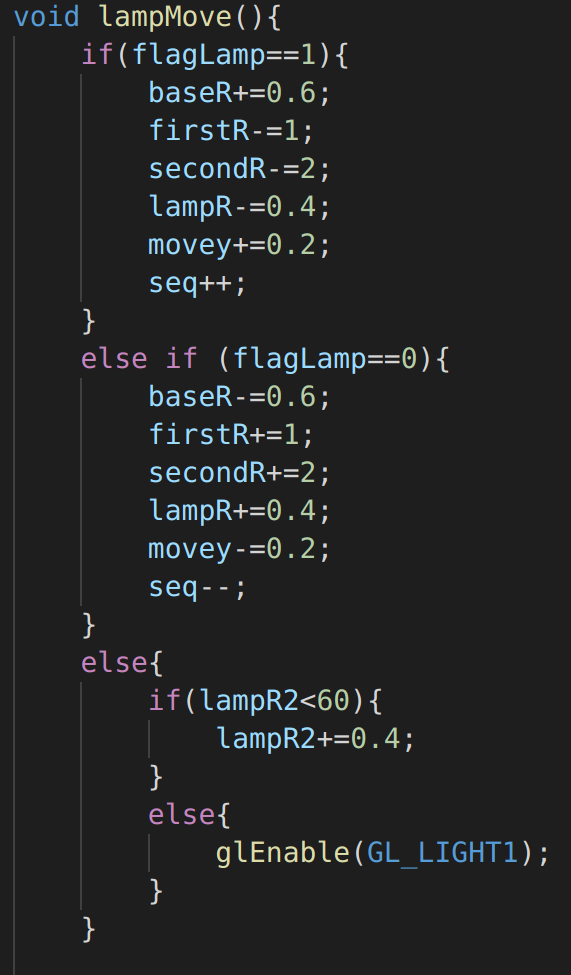 void lampMove(){
    if(flagLamp==1){
        baseR+=0.6;
        firstR-=1;
        secondR-=2;
        lampR-=0.4;
        movey+=0.2;
        seq++;
    }
    else if (flagLamp==0){
        baseR-=0.6;
        firstR+=1;
        secondR+=2;
        lampR+=0.4;
        movey-=0.2;
        seq--;
    }
    else{
        if(lampR2<60){
            lampR2+=0.4;
        }
        else{
            glEnable(GL_LIGHT1);
        }
    }